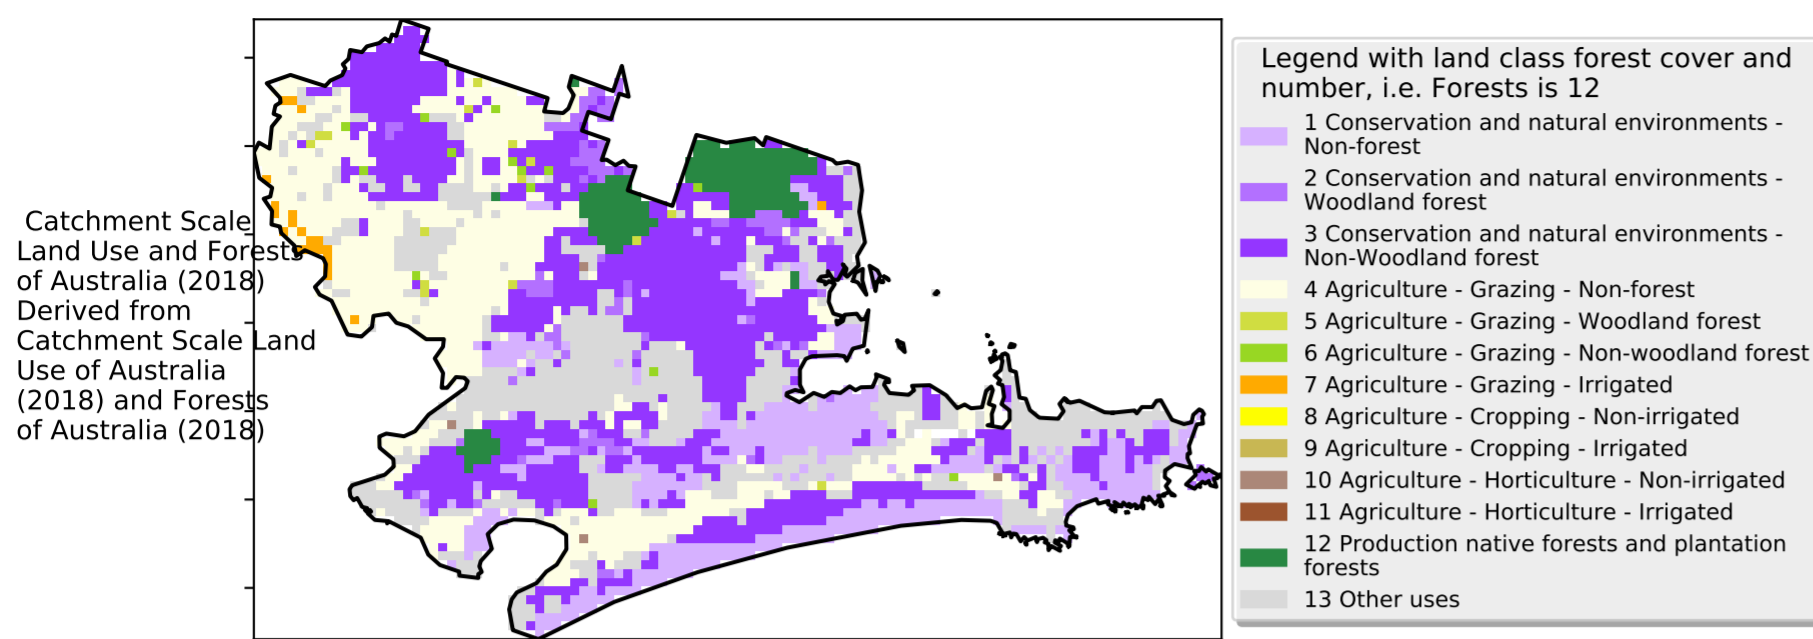 Catchment Scale
Land Use and Forests
of Australia (2018)
Derived from
Catchment Scale Land
Use of Australia
(2018) and Forests
of Australia (2018)
Legend with land class forest cover and
number, i.e. Forests is 12
1 Conservation and natural environments -
Non-forest
2 Conservation and natural environments -
Woodland forest
3 Conservation and natural environments -
Non-Woodland forest
4 Agriculture - Grazing - Non-forest
5 Agriculture - Grazing - Woodland forest
6 Agriculture - Grazing - Non-woodland forest
7 Agriculture - Grazing - Irrigated
8 Agriculture - Cropping - Non-irrigated
9 Agriculture - Cropping - Irrigated
10 Agriculture - Horticulture - Non-irrigated
11 Agriculture - Horticulture - Irrigated
12 Production native forests and plantation
forests
13 Other uses